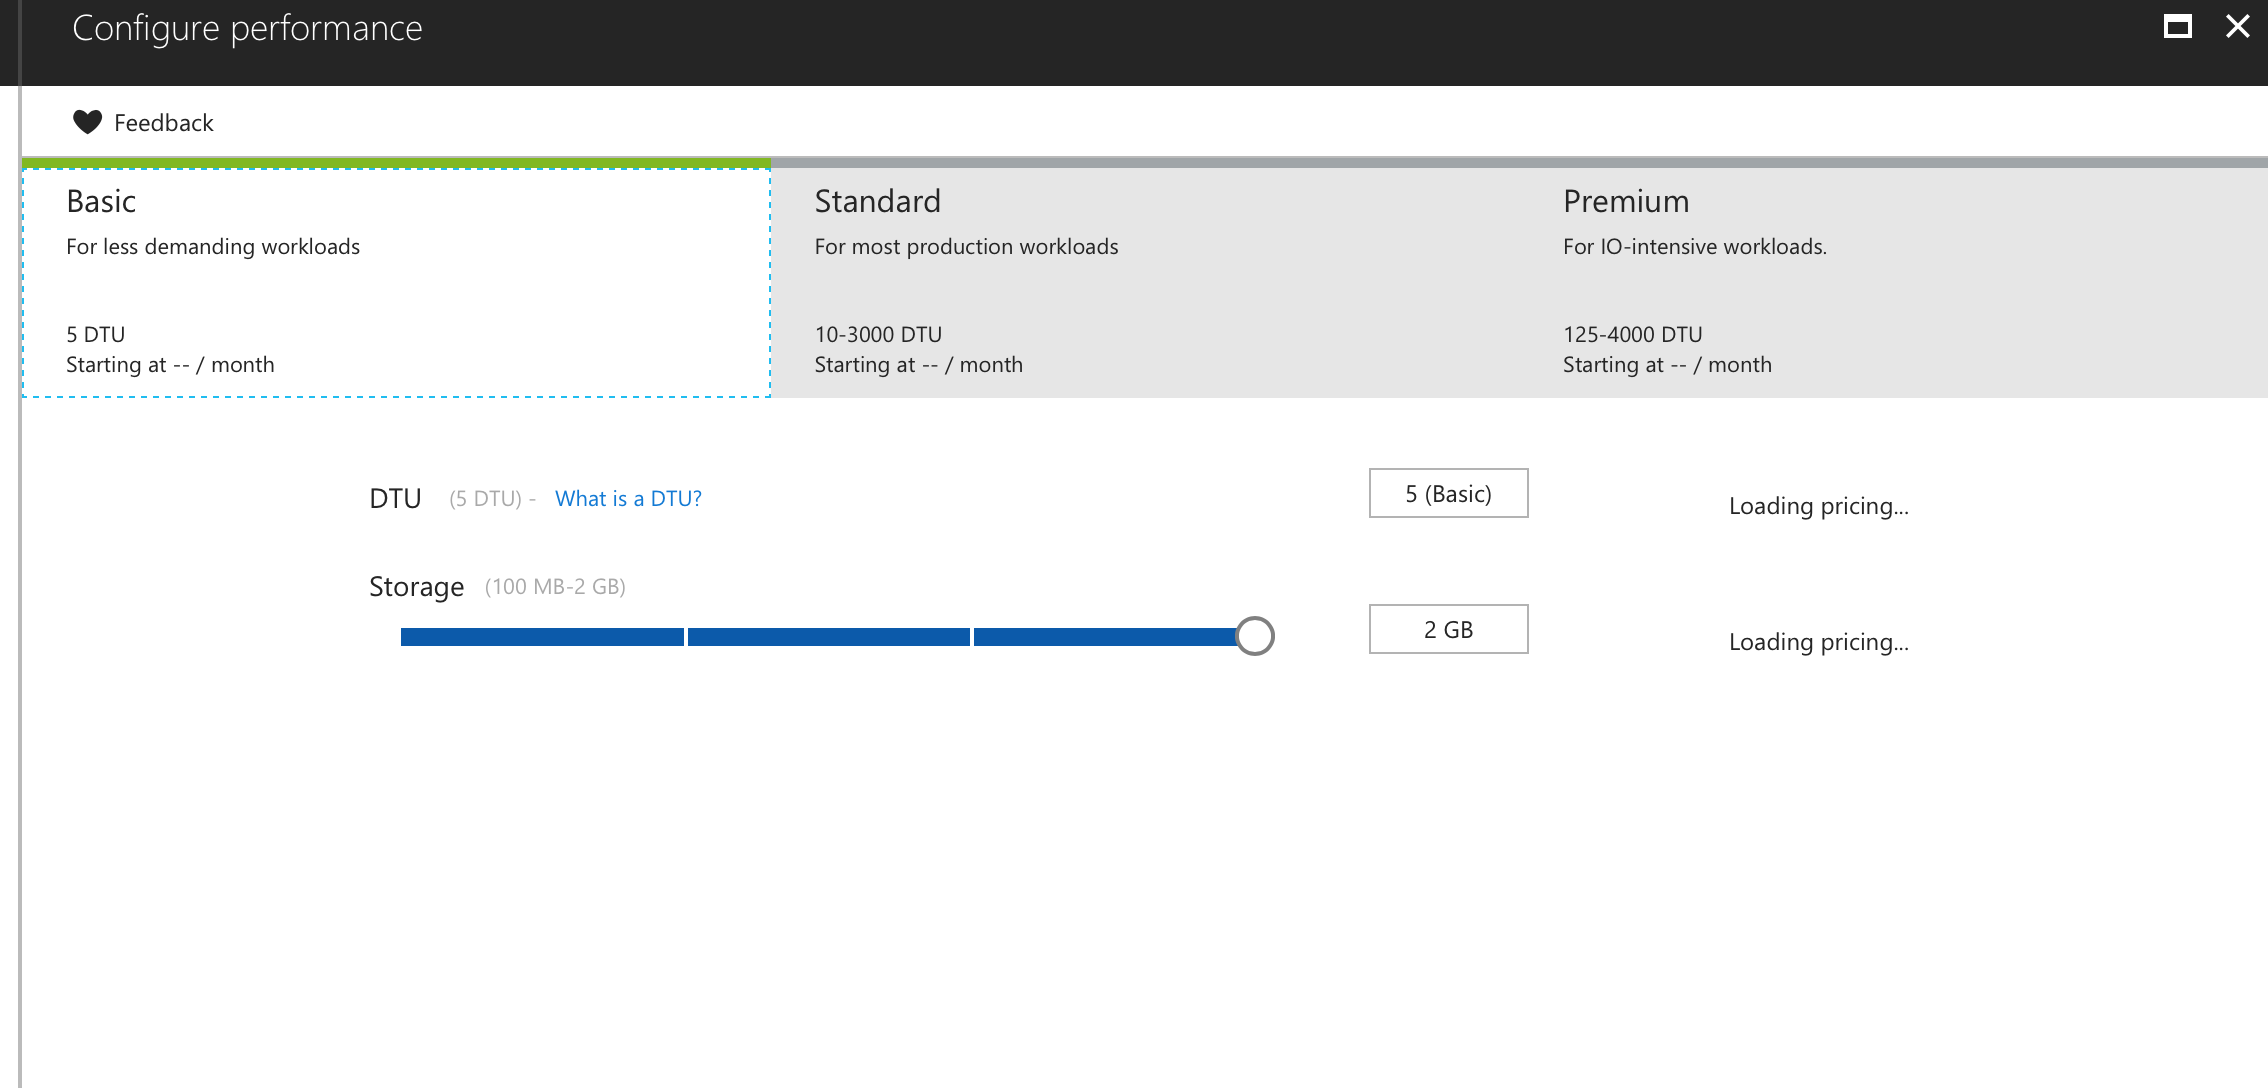 Configure performance
Feedback
Basic
For less demanding workloads
5 DTU
Starting at -- / month
Standard
For most production workloads
10-3000 DTU
Starting at -- / month
Premium
For IO-intensive workloads.
125-4000 DTU
Starting at -- / month
DTU (5 DTU) - What is a DTU? 5 (Basic) Loading pricing...
Storage (100 MB-2 GB)
2 GB Loading pricing...